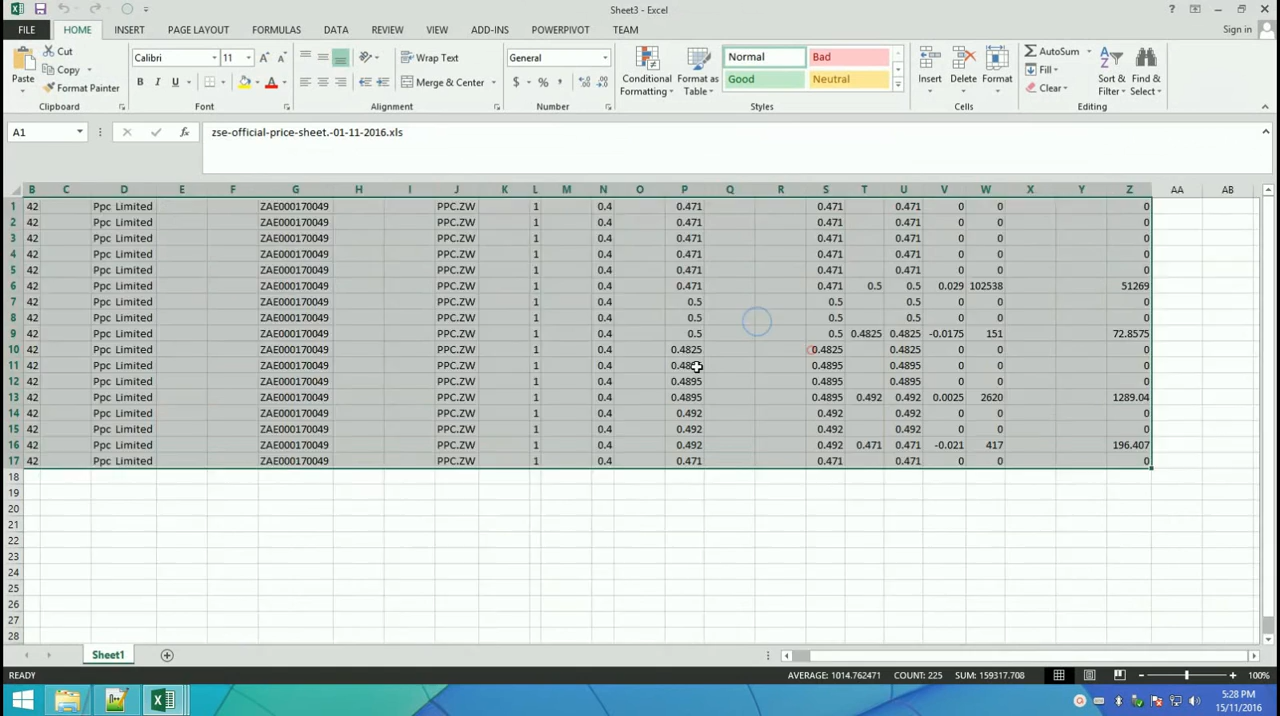 Sheet3 - Excel
Sign in
FILE HOME INSERT PAGE LAYOUT FORMULAS DATA REVIEW VIEW ADD-INS POWERPIVOT TEAM
Paste
Cut
Copy
Format Painter
Clipboard
Calibri 11
B I U
Font
Wrap Text
Merge & Center
Alignment
General
$ % ,
Number
Conditional Formatting
Format as Table
Normal Bad
Good Neutral
Styles
Insert Delete Format
Cells
AutoSum
Fill
Clear
Sort & Filter
Find & Select
Editing
A1 fx zse-official-price-sheet.-01-11-2016.xls
B C D E F G H I J K L M N O P Q R S T U V W X Y Z AA AB
1 42 Ppc Limited ZAE000170049 PPC.ZW 1 0.4 0.471 0.471 0.471 0 0 0
2 42 Ppc Limited ZAE000170049 PPC.ZW 1 0.4 0.471 0.471 0.471 0 0 0
3 42 Ppc Limited ZAE000170049 PPC.ZW 1 0.4 0.471 0.471 0.471 0 0 0
4 42 Ppc Limited ZAE000170049 PPC.ZW 1 0.4 0.471 0.471 0.471 0 0 0
5 42 Ppc Limited ZAE000170049 PPC.ZW 1 0.4 0.471 0.471 0.471 0 0 0
6 42 Ppc Limited ZAE000170049 PPC.ZW 1 0.4 0.471 0.471 0.5 0.5 0.029 102538 51269
7 42 Ppc Limited ZAE000170049 PPC.ZW 1 0.4 0.5 0.5 0.5 0 0 0
8 42 Ppc Limited ZAE000170049 PPC.ZW 1 0.4 0.5 0.5 0.5 0 0 0
9 42 Ppc Limited ZAE000170049 PPC.ZW 1 0.4 0.5 0.5 0.4825 0.4825 -0.0175 151 72.8575
10 42 Ppc Limited ZAE000170049 PPC.ZW 1 0.4 0.4825 0.4825 0.4825 0 0 0
11 42 Ppc Limited ZAE000170049 PPC.ZW 1 0.4 0.4895 0.4895 0.4895 0 0 0
12 42 Ppc Limited ZAE000170049 PPC.ZW 1 0.4 0.4895 0.4895 0.4895 0 0 0
13 42 Ppc Limited ZAE000170049 PPC.ZW 1 0.4 0.4895 0.4895 0.492 0.492 0.0025 2620 1289.04
14 42 Ppc Limited ZAE000170049 PPC.ZW 1 0.4 0.492 0.492 0.492 0 0 0
15 42 Ppc Limited ZAE000170049 PPC.ZW 1 0.4 0.492 0.492 0.492 0 0 0
16 42 Ppc Limited ZAE000170049 PPC.ZW 1 0.4 0.492 0.492 0.471 0.471 -0.021 417 196.407
17 42 Ppc Limited ZAE000170049 PPC.ZW 1 0.4 0.471 0.471 0.471 0 0 0
18
19
20
21
22
23
24
25
26
27
28
Sheet1
READY AVERAGE: 1014.762471 COUNT: 225 SUM: 159317.708 100%
5:28 PM
15/11/2016